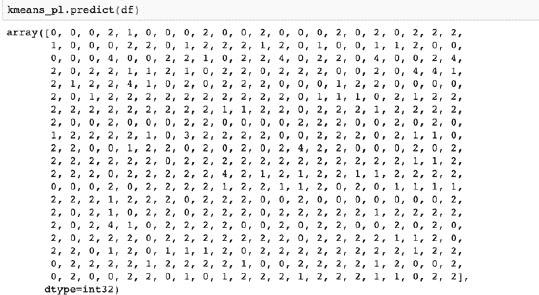 kmeans_pl.predict(df)
array([0, 0, 0, 2, 1, 0, 0, 0, 2, 0, 0, 2, 0, 0, 0, 2, 0, 2, 0, 2, 2, 2,
1, 0, 0, 0, 2, 0, 0, 1, 2, 2, 2, 1, 2, 0, 1, 0, 0, 1, 1, 2, 0, 0,
0, 0, 0, 4, 0, 0, 2, 2, 1, 0, 2, 2, 4, 0, 2, 2, 0, 4, 0, 0, 2, 4,
2, 0, 2, 2, 1, 1, 2, 1, 0, 2, 2, 0, 2, 2, 2, 0, 0, 2, 0, 4, 4, 1,
2, 1, 2, 2, 4, 1, 0, 2, 0, 2, 2, 2, 0, 0, 0, 1, 2, 2, 0, 0, 0, 0,
2, 0, 1, 2, 2, 2, 2, 2, 2, 2, 2, 2, 2, 0, 1, 1, 1, 0, 2, 1, 2, 2,
2, 2, 2, 2, 2, 2, 2, 2, 1, 1, 2, 2, 0, 2, 2, 2, 1, 2, 2, 2, 2, 2,
2, 0, 2, 0, 0, 2, 0, 2, 2, 0, 0, 0, 0, 2, 2, 2, 0, 0, 2, 0, 2, 0,
1, 2, 2, 2, 2, 1, 0, 3, 2, 2, 2, 2, 0, 0, 2, 2, 2, 0, 2, 1, 1, 0,
2, 2, 0, 0, 1, 2, 2, 0, 2, 0, 2, 0, 2, 4, 2, 2, 0, 0, 0, 2, 0, 2,
2, 2, 2, 0, 2, 2, 2, 2, 2, 2, 2, 2, 2, 2, 2, 2, 2, 2, 2, 1, 1, 2,
2, 2, 2, 0, 2, 2, 2, 2, 4, 2, 1, 2, 1, 2, 2, 1, 1, 2, 2, 2, 2, 2,
0, 0, 0, 2, 0, 2, 2, 2, 1, 2, 2, 1, 1, 2, 0, 2, 0, 1, 1, 1, 1,
2, 2, 2, 1, 2, 2, 2, 0, 2, 2, 2, 0, 0, 0, 0, 0, 0, 0, 0, 0, 0, 2,
2, 0, 2, 1, 0, 2, 2, 0, 2, 2, 2, 0, 2, 0, 2, 2, 2, 1, 2, 2, 2, 2,
2, 0, 2, 4, 1, 0, 2, 2, 2, 2, 0, 0, 2, 0, 0, 2, 0, 0, 2, 0, 0, 2,
2, 0, 2, 2, 2, 0, 2, 2, 2, 2, 2, 2, 0, 2, 2, 2, 2, 2, 1, 1, 2, 0,
2, 2, 0, 1, 2, 0, 1, 1, 1, 2, 0, 2, 2, 2, 2, 2, 2, 2, 2, 1, 2, 2,
0, 2, 2, 2, 2, 1, 2, 2, 2, 2, 1, 0, 0, 2, 2, 2, 2, 1, 2, 0, 0, 2,
0, 2, 0, 0, 2, 2, 0, 1, 0, 1, 2, 2, 2, 1, 2, 2, 2, 1, 1, 0, 2, 2],
dtype=int32)